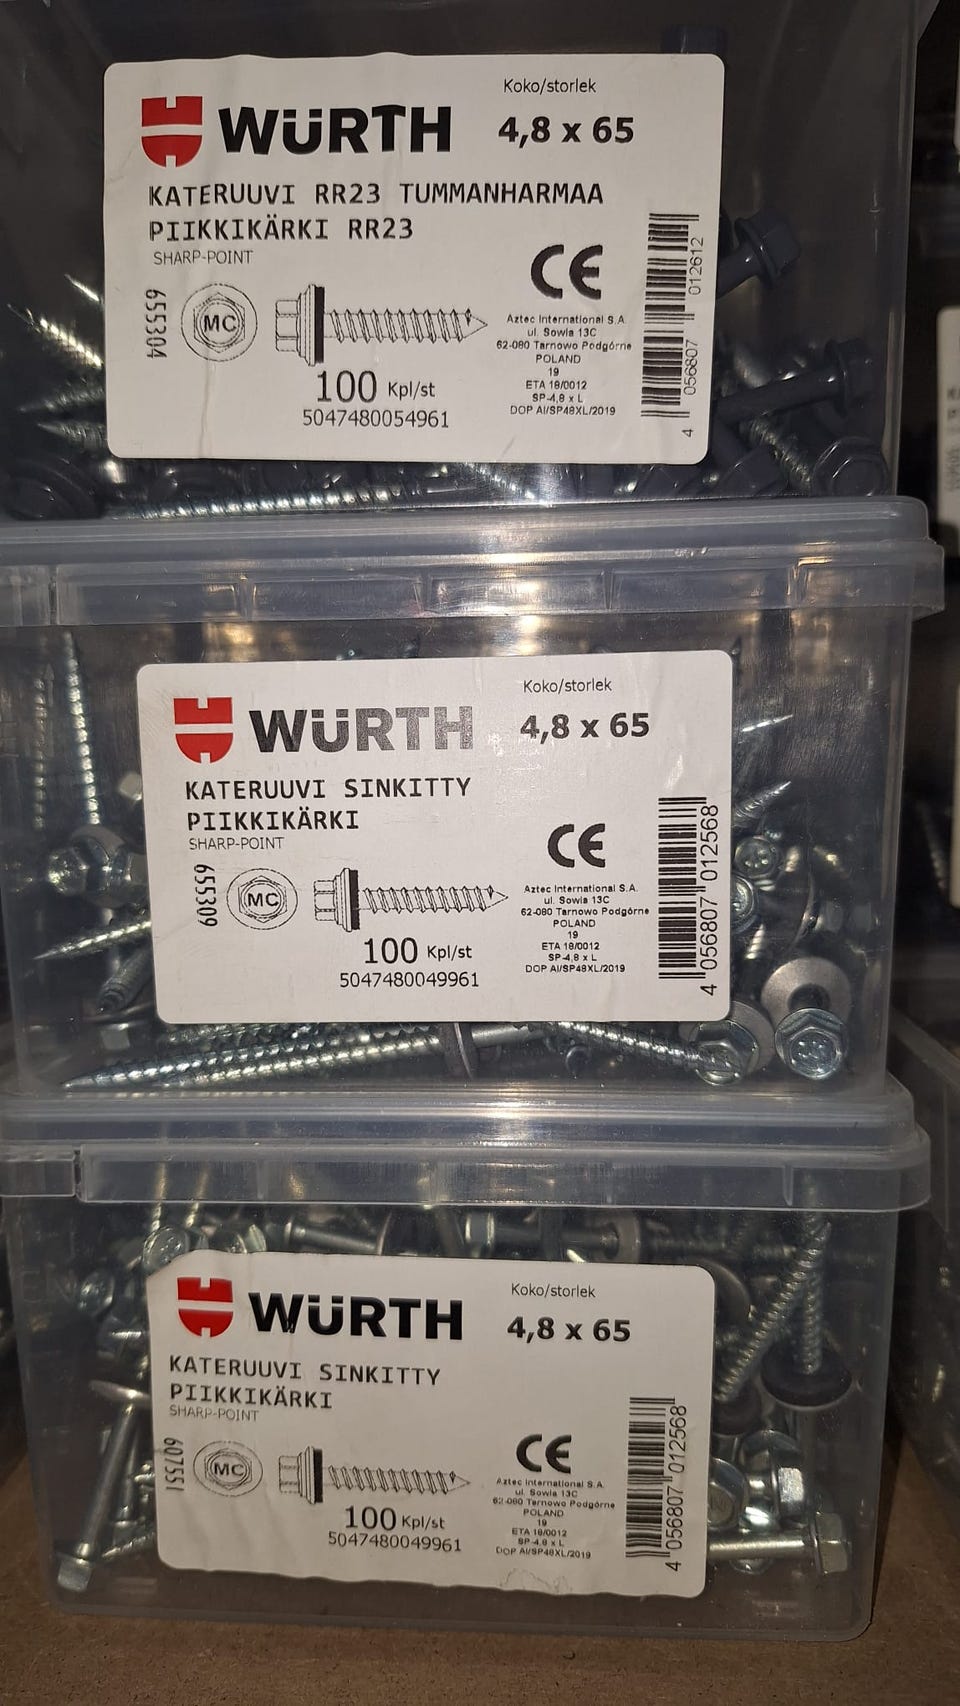 Koko/storlek
WÜRTH
4,8 x 65
KATERUUVI RR23 TUMMANHARMAA
PIIKKIKÄRKI RR23
SHARP-POINT
CE
655304
MC
Aztec International S.A.
ul. Sowia 13C
62-080 Tarnowo Podgórne
POLAND
19
ETA 18/0012
SP-4,8 x L
DOP AI/SP48XL/2019
100 Kpl/st
5047480054961
4 056807 012612
Koko/storlek
WÜRTH
4,8 x 65
KATERUUVI SINKITTY
PIIKKIKÄRKI
SHARP-POINT
CE
655309
MC
Aztec International S.A.
ul. Sowia 13C
62-080 Tarnowo Podgórne
POLAND
19
ETA 18/0012
SP-4,8 x L
DOP AI/SP48XL/2019
100 Kpl/st
5047480049961
4 056807 012568
Koko/storlek
WÜRTH
4,8 x 65
KATERUUVI SINKITTY
PIIKKIKÄRKI
SHARP-POINT
CE
607551
MC
Aztec International S.A.
ul. Sowia 13C
62-080 Tarnowo Podgórne
POLAND
19
ETA 18/0012
SP-4,8 x L
DOP AI/SP48XL/2019
100 Kpl/st
5047480049961
4 056807 012568